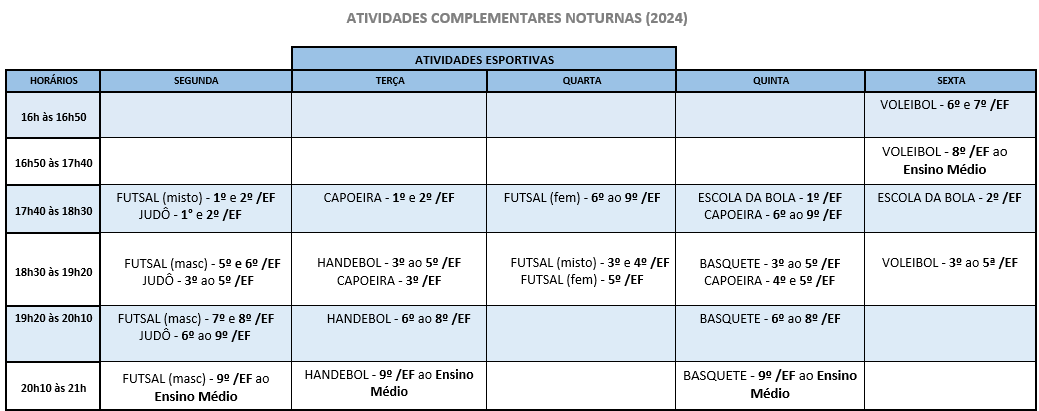 ATIVIDADES COMPLEMENTARES NOTURNAS (2024)
ATIVIDADES ESPORTIVAS
HORÁRIOS SEGUNDA TERÇA QUARTA QUINTA SEXTA
16h às 16h50
VOLEIBOL - 6º e 7º /EF
16h50 às 17h40
VOLEIBOL - 8º /EF ao
Ensino Médio
17h40 às 18h30
FUTSAL (misto) - 1º e 2º /EF
JUDÔ - 1° e 2º /EF
CAPOEIRA - 1º e 2º /EF
FUTSAL (fem) - 6º ao 9º /EF
ESCOLA DA BOLA - 1º /EF
CAPOEIRA - 6º ao 9º /EF
ESCOLA DA BOLA - 2º /EF
18h30 às 19h20
FUTSAL (masc) - 5º e 6º /EF
JUDÔ - 3º ao 5º /EF
HANDEBOL - 3º ao 5º /EF
CAPOEIRA - 3º /EF
FUTSAL (misto) - 3º e 4º /EF
FUTSAL (fem) - 5º /EF
BASQUETE - 3º ao 5º /EF
CAPOEIRA - 4º e 5º /EF
VOLEIBOL - 3º ao 5º /EF
19h20 às 20h10
FUTSAL (masc) - 7º e 8º /EF
JUDÔ - 6º ao 9º /EF
HANDEBOL - 6º ao 8º /EF
BASQUETE - 6º ao 8º /EF
20h10 às 21h
FUTSAL (masc) - 9º /EF ao
Ensino Médio
HANDEBOL - 9º /EF ao Ensino
Médio
BASQUETE - 9º /EF ao Ensino
Médio